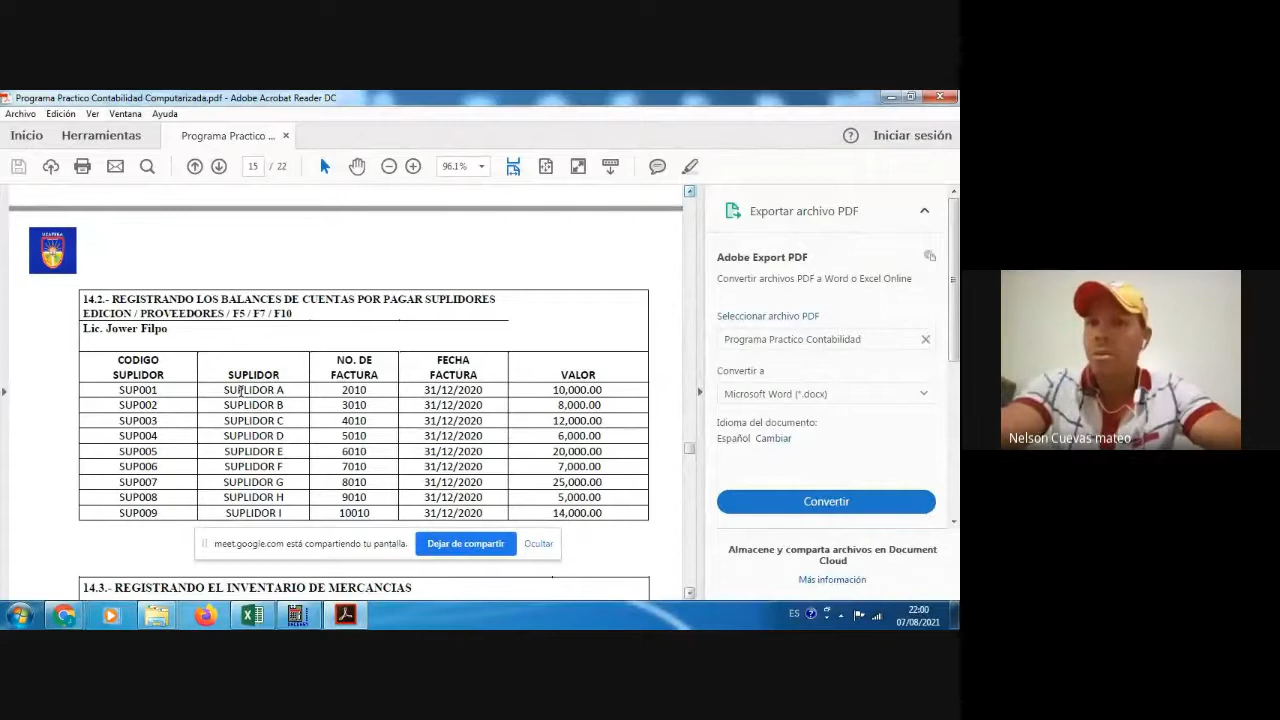 Programa Practico Contabilidad Computarizada.pdf - Adobe Acrobat Reader DC
Archivo Edición Ver Ventana Ayuda
Inicio Herramientas Programa Practico ... × Iniciar sesión
15 / 22 96.1%
Exportar archivo PDF
Adobe Export PDF
Convertir archivos PDF a Word o Excel Online
Seleccionar archivo PDF
Programa Practico Contabilidad
Convertir a
Microsoft Word (*.docx)
Idioma del documento:
Español Cambiar
Convertir
Almacene y comparta archivos en Document
Cloud
Más información
UCATEBA
14.2.- REGISTRANDO LOS BALANCES DE CUENTAS POR PAGAR SUPLIDORES
EDICION / PROVEEDORES / F5 / F7 / F10
Lic. Jower Filpo
CODIGO SUPLIDOR SUPLIDOR NO. DE FACTURA FECHA FACTURA VALOR
SUP001 SUPLIDOR A 2010 31/12/2020 10,000.00
SUP002 SUPLIDOR B 3010 31/12/2020 8,000.00
SUP003 SUPLIDOR C 4010 31/12/2020 12,000.00
SUP004 SUPLIDOR D 5010 31/12/2020 6,000.00
SUP005 SUPLIDOR E 6010 31/12/2020 20,000.00
SUP006 SUPLIDOR F 7010 31/12/2020 7,000.00
SUP007 SUPLIDOR G 8010 31/12/2020 25,000.00
SUP008 SUPLIDOR H 9010 31/12/2020 5,000.00
SUP009 SUPLIDOR I 10010 31/12/2020 14,000.00
meet.google.com está compartiendo tu pantalla. Dejar de compartir Ocultar
14.3.- REGISTRANDO EL INVENTARIO DE MERCANCIAS
ES 22:00
07/08/2021
Nelson Cuevas mateo